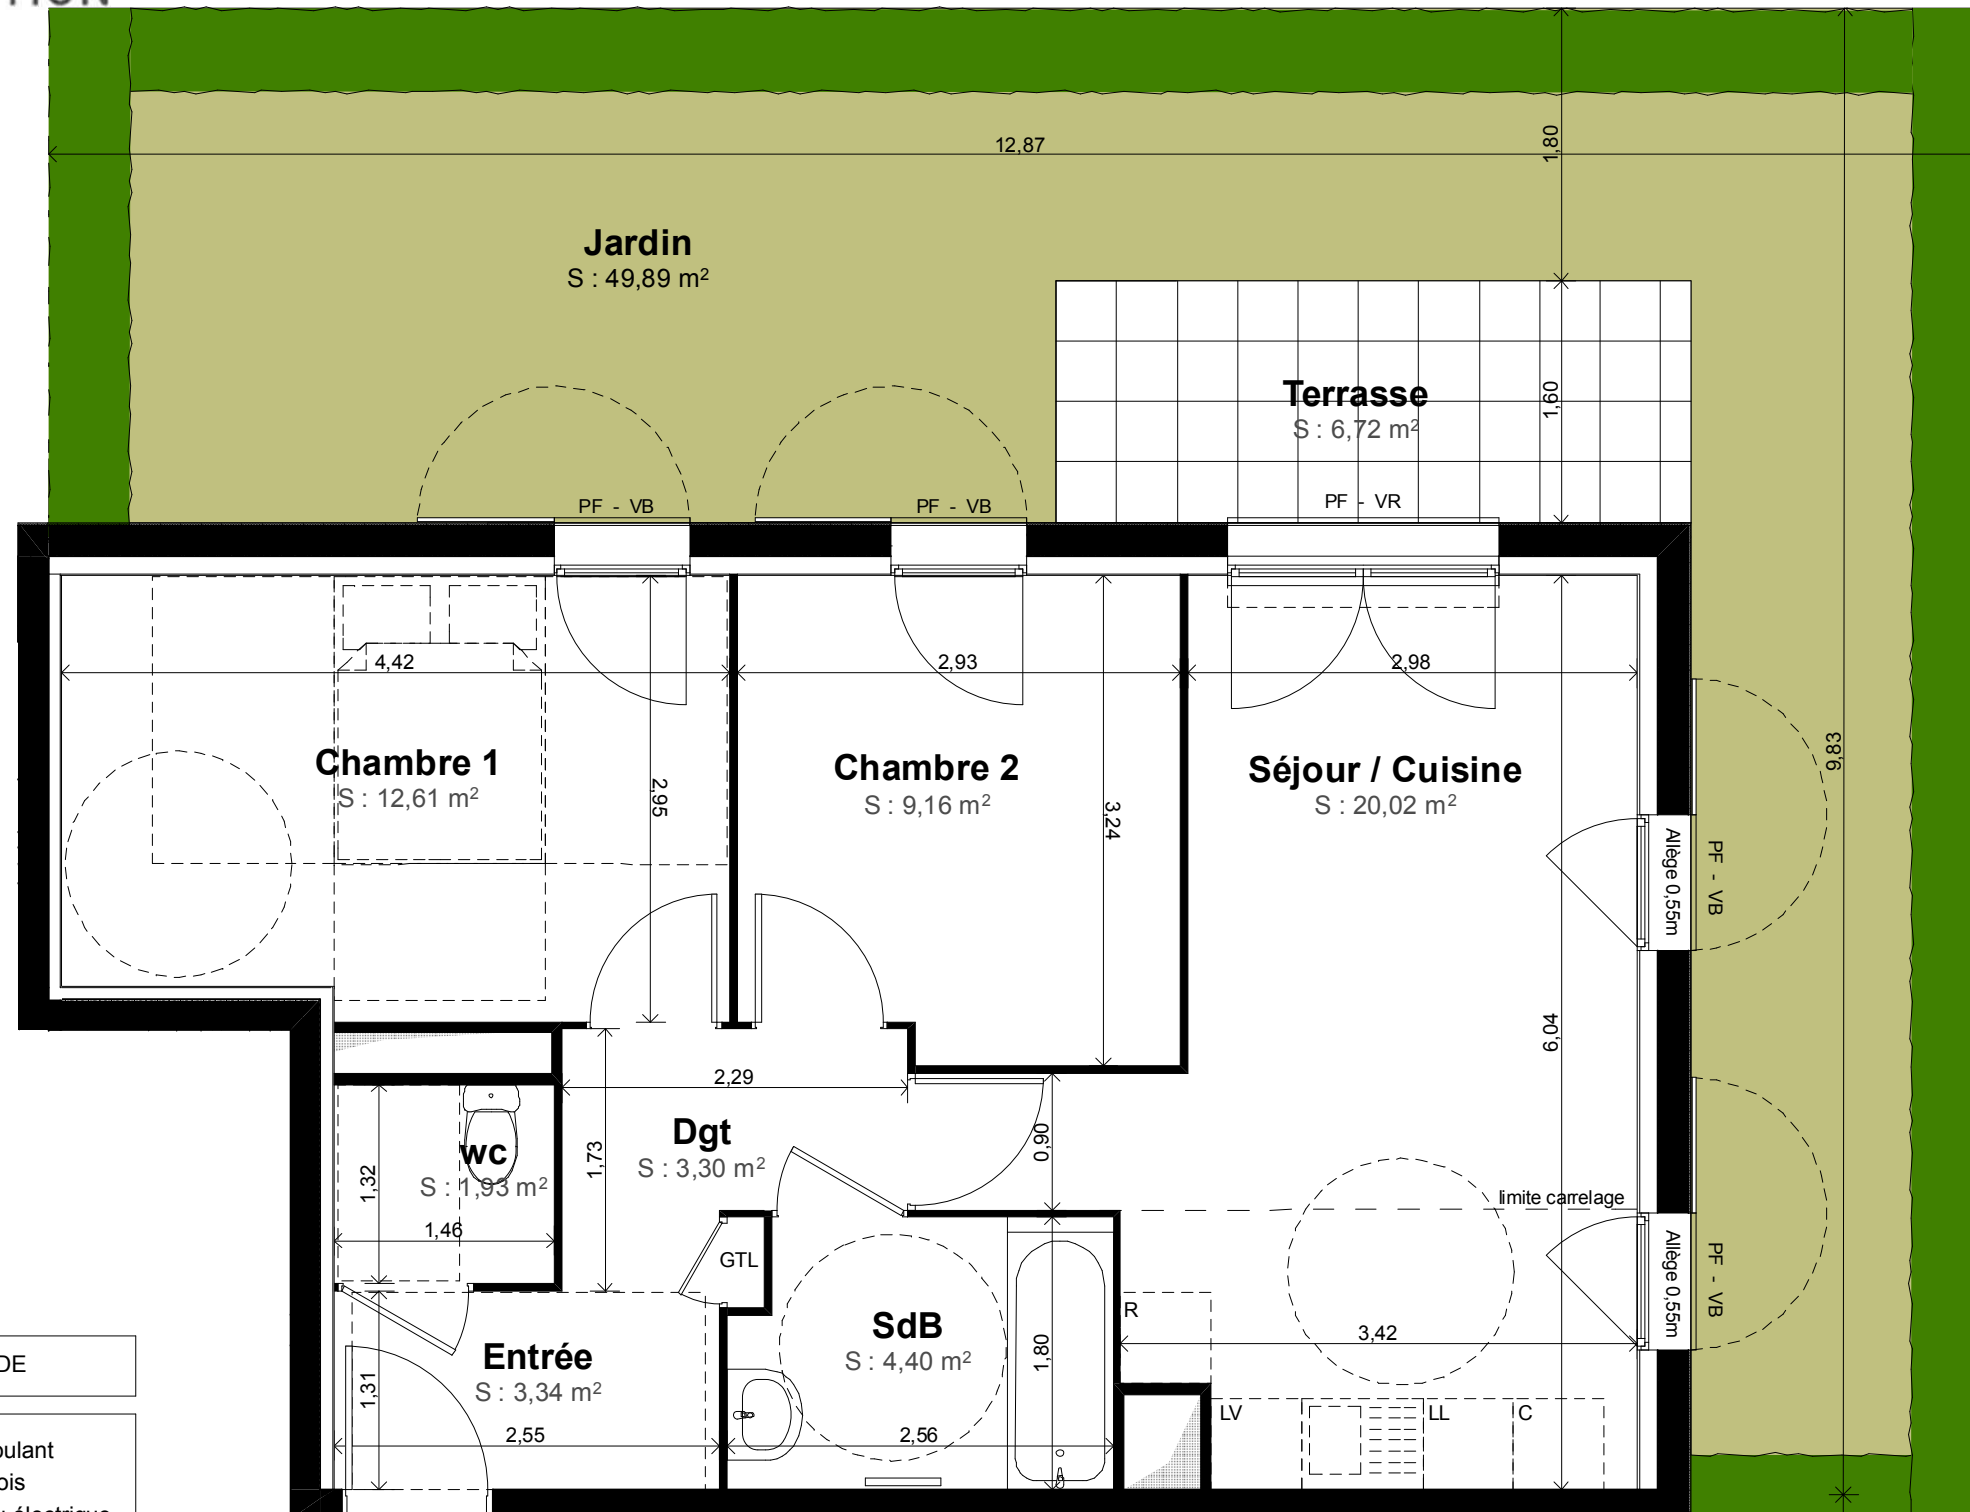 12,87
1,80
Jardin
S : 49,89 m²
Terrasse
S : 6,72 m²
1,60
PF - VB
PF - VB
PF - VR
4,42
2,93
2,98
Chambre 1
S : 12,61 m²
2,95
Chambre 2
S : 9,16 m²
3,24
Séjour / Cuisine
S : 20,02 m²
9,83
Allège 0,55m
PF - VB
6,04
2,29
Dgt
S : 3,30 m²
0,90
1,73
wc
S : 1,93 m²
1,32
1,46
limite carrelage
GTL
Allège 0,55m
PF - VB
R
3,42
SdB
S : 4,40 m²
1,80
2,56
Entrée
S : 3,34 m²
1,31
2,55
LV
LL
C
DE
oulant
ois
électrique